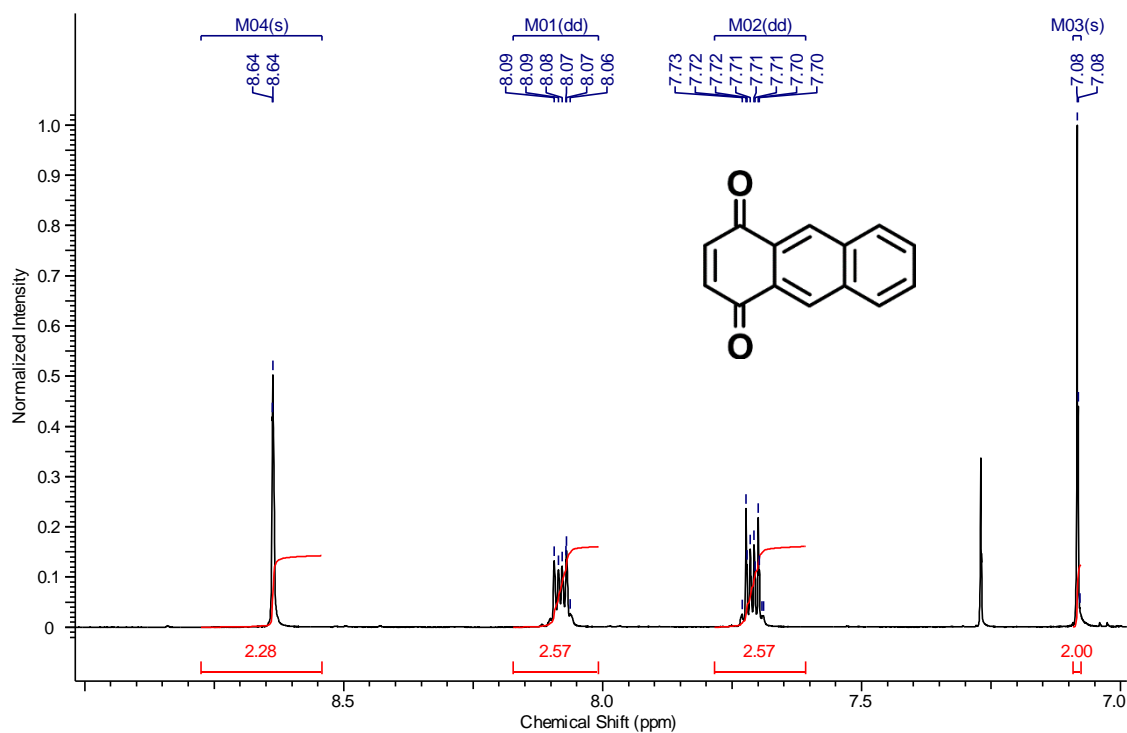 M04(s) M01(dd) M02(dd) M03(s)
8.64 8.64 8.09 8.09 8.08 8.07 8.07 8.06 7.73 7.72 7.72 7.71 7.71 7.71 7.70 7.70 7.08 7.08
1.0
0.9
0.8
0.7
0.6
0.5
0.4
0.3
0.2
0.1
0
Normalized Intensity
O
O
2.28 2.57 2.57 2.00
8.5 8.0 7.5 7.0
Chemical Shift (ppm)